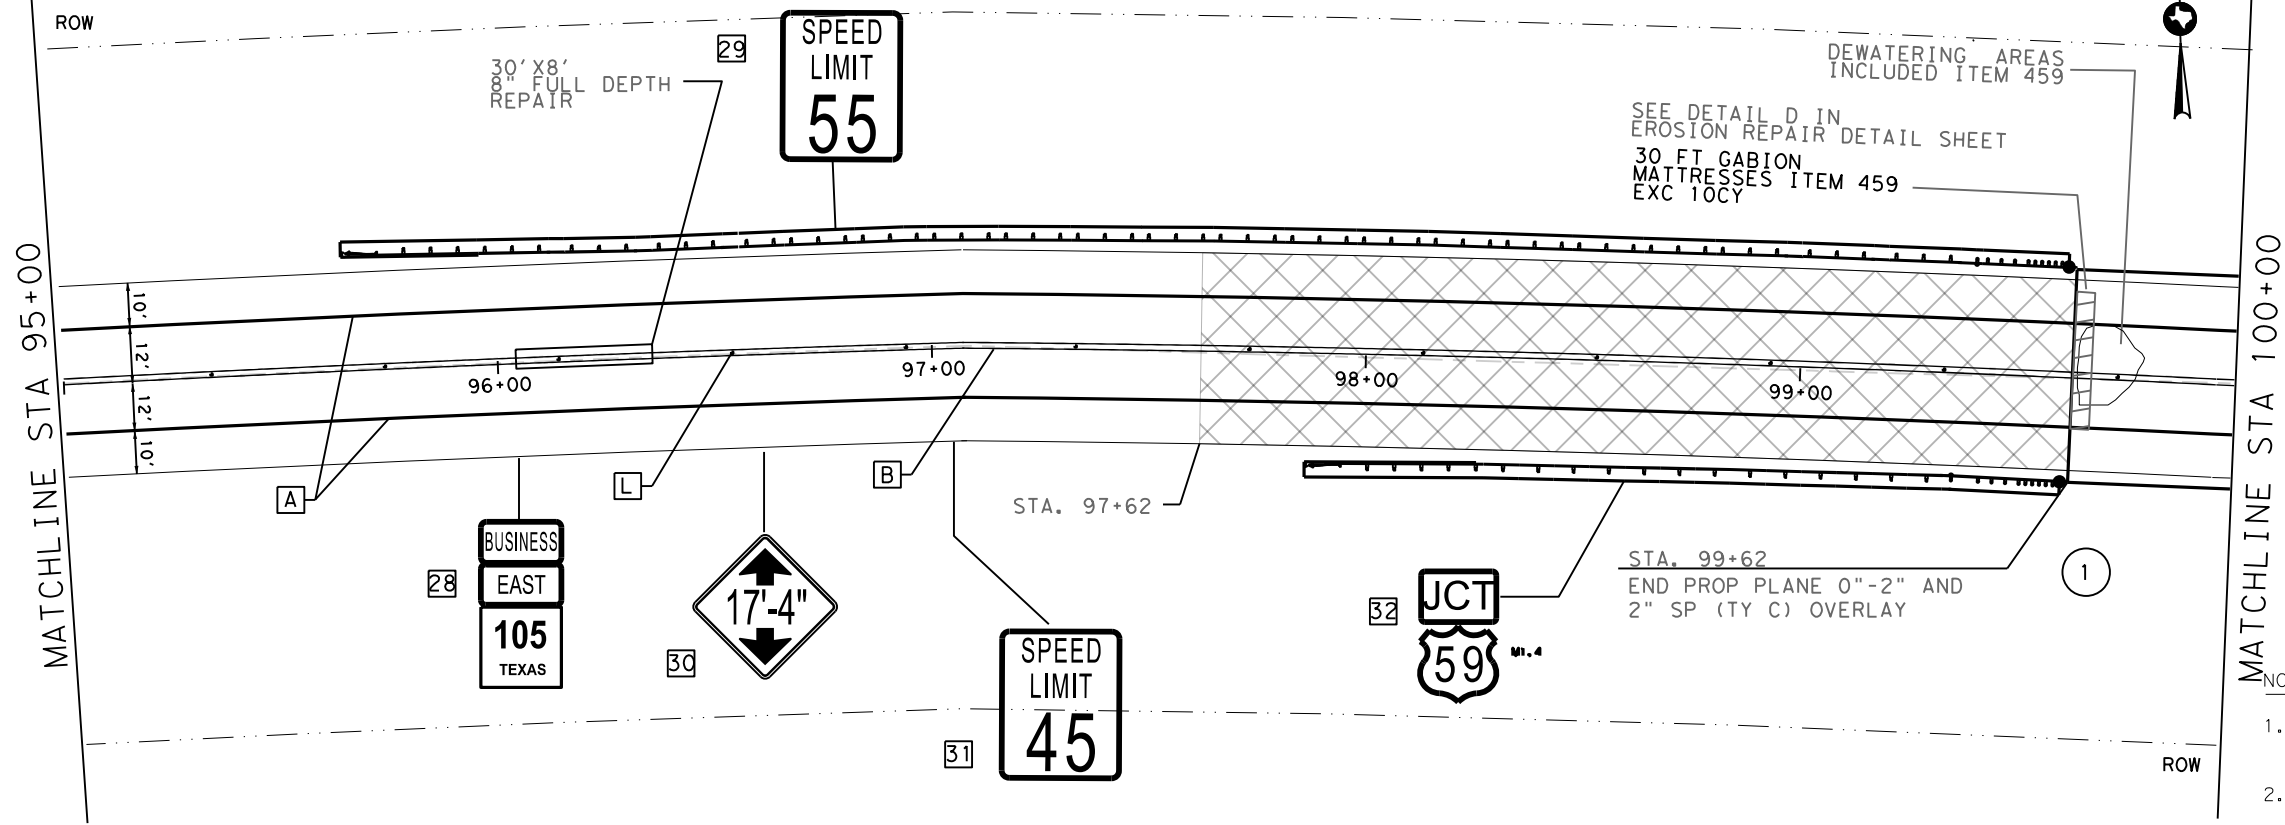 ROW
29
SPEED
LIMIT
55
30'X8'
8" FULL DEPTH
REPAIR
DEWATERING AREAS
INCLUDED ITEM 459
SEE DETAIL D IN
EROSION REPAIR DETAIL SHEET
30 FT GABION
MATTRESSES ITEM 459
EXC 10CY
MATCHLINE STA 95+00
MATCHLINE STA 100+00
10'
12'
12'
10'
96+00
97+00
98+00
99+00
A
L
B
STA. 97+62
28
BUSINESS
EAST
105
TEXAS
30
17'-4"
31
SPEED
LIMIT
45
32
JCT
59
MI.4
STA. 99+62
END PROP PLANE 0"-2" AND
2" SP (TY C) OVERLAY
1
ROW
NO
1.
2.